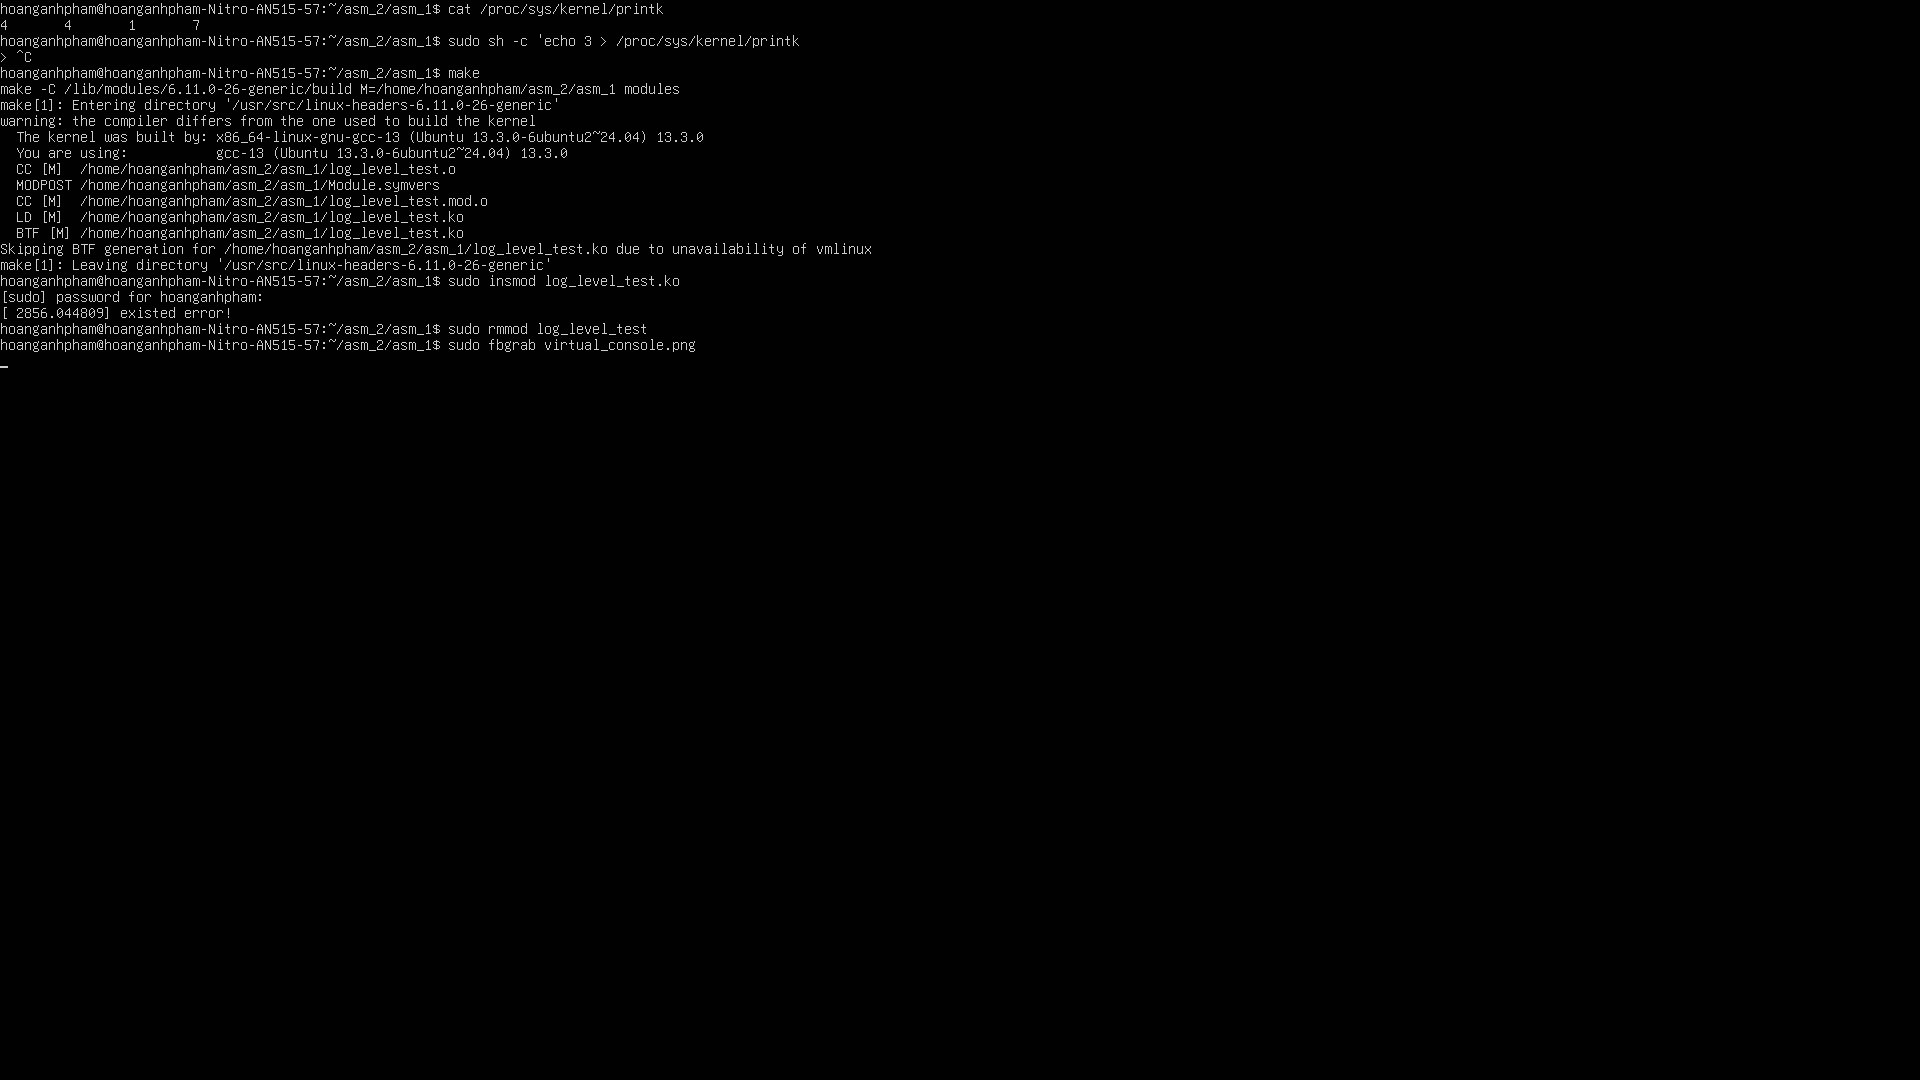 hoanganhpham@hoanganhpham-Nitro-AN515-57:~/asm_2/asm_1$ cat /proc/sys/kernel/printk
4       4       1       7
hoanganhpham@hoanganhpham-Nitro-AN515-57:~/asm_2/asm_1$ sudo sh -c 'echo 3 > /proc/sys/kernel/printk
> ^C
hoanganhpham@hoanganhpham-Nitro-AN515-57:~/asm_2/asm_1$ make
make -C /lib/modules/6.11.0-26-generic/build M=/home/hoanganhpham/asm_2/asm_1 modules
make[1]: Entering directory '/usr/src/linux-headers-6.11.0-26-generic'
warning: the compiler differs from the one used to build the kernel
  The kernel was built by: x86_64-linux-gnu-gcc-13 (Ubuntu 13.3.0-6ubuntu2~24.04) 13.3.0
  You are using:           gcc-13 (Ubuntu 13.3.0-6ubuntu2~24.04) 13.3.0
  CC [M]  /home/hoanganhpham/asm_2/asm_1/log_level_test.o
  MODPOST /home/hoanganhpham/asm_2/asm_1/Module.symvers
  CC [M]  /home/hoanganhpham/asm_2/asm_1/log_level_test.mod.o
  LD [M]  /home/hoanganhpham/asm_2/asm_1/log_level_test.ko
  BTF [M] /home/hoanganhpham/asm_2/asm_1/log_level_test.ko
Skipping BTF generation for /home/hoanganhpham/asm_2/asm_1/log_level_test.ko due to unavailability of vmlinux
make[1]: Leaving directory '/usr/src/linux-headers-6.11.0-26-generic'
hoanganhpham@hoanganhpham-Nitro-AN515-57:~/asm_2/asm_1$ sudo insmod log_level_test.ko
[sudo] password for hoanganhpham:
[ 2856.044809] existed error!
hoanganhpham@hoanganhpham-Nitro-AN515-57:~/asm_2/asm_1$ sudo rmmod log_level_test
hoanganhpham@hoanganhpham-Nitro-AN515-57:~/asm_2/asm_1$ sudo fbgrab virtual_console.png